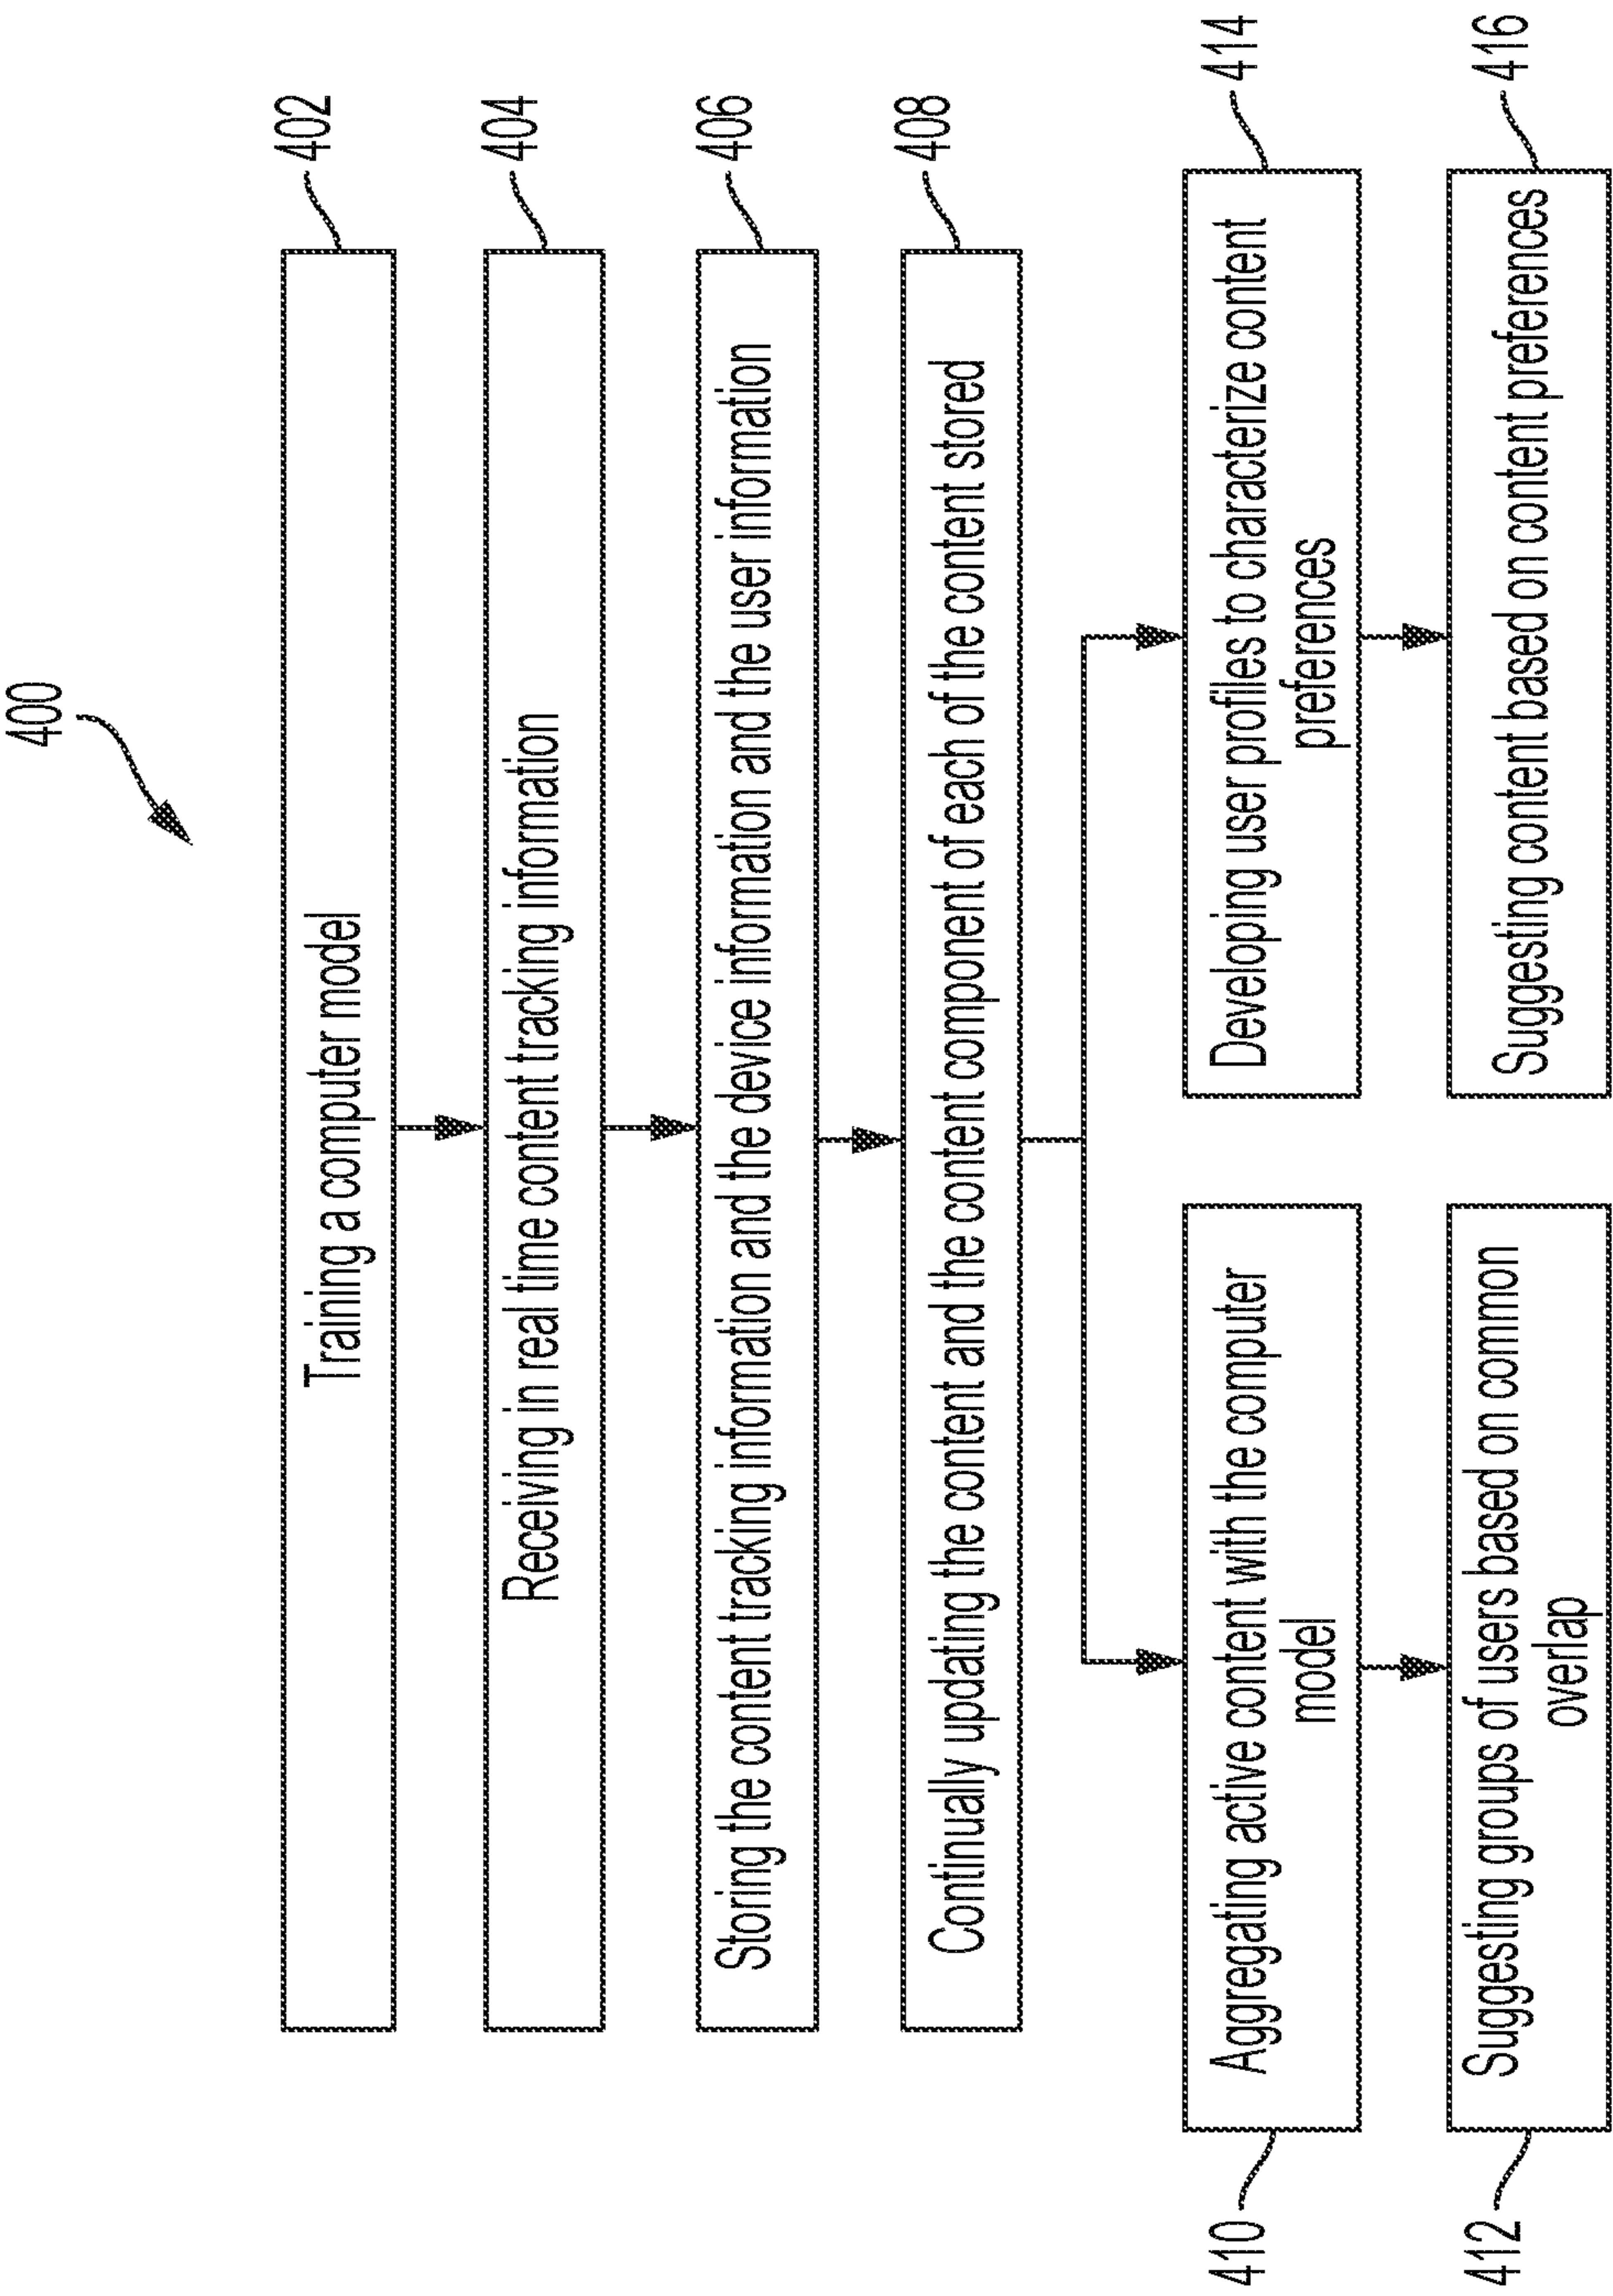 400
402
Training a computer model
404
Receiving in real time content tracking information
406
Storing the content tracking information and the device information and the user information
408
Continually updating the content and the content component of each of the content stored
410
Aggregating active content with the computer
model
414
Developing user profiles to characterize content
preferences
412
Suggesting groups of users based on common
overlap
416
Suggesting content based on content preferences